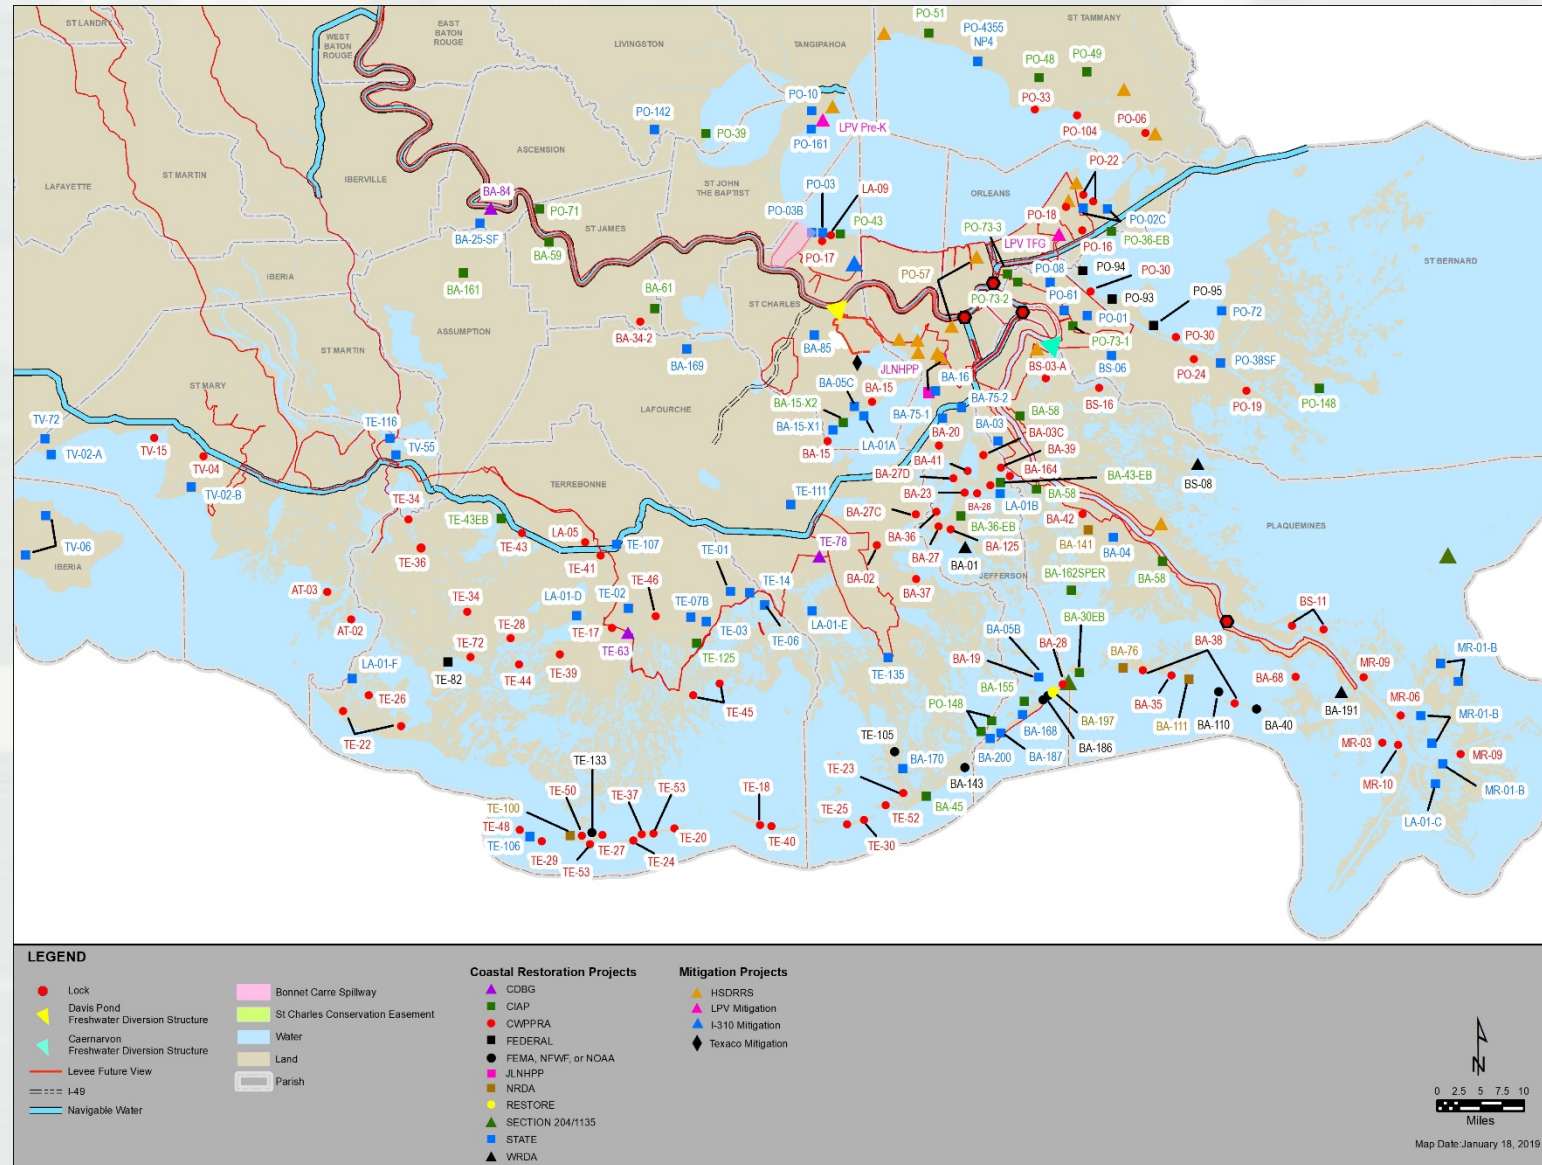 ST LANDRY
EAST
BATON
ROUGE
WEST
BATON
ROUGE
LIVINGSTON
TANGIPAHOA
PO-51
PO-4355
NP4
ST TAMMANY
PO-48
PO-49
PO-33
PO-104
PO-06
PO-10
PO-142
PO-39
LPV Pre-K
PO-161
ASCENSION
LAFAYETTE
ST MARTIN
IBERVILLE
BA-84
BA-25-SF
PO-71
BA-59
ST JAMES
ST JOHN
THE BAPTIST
PO-03
LA-09
PO-03B
PO-43
PO-17
ORLEANS
PO-22
PO-18
PO-02C
PO-16
PO-36-EB
PO-73-3
LPV TFG
PO-57
PO-08
PO-94
PO-30
PO-73-2
PO-61
PO-93
PO-01
PO-95
PO-72
ST BERNARD
IBERIA
BA-161
ASSUMPTION
BA-61
BA-34-2
ST CHARLES
BA-85
BA-169
PO-73-1
BS-06
PO-30
PO-24
PO-38SF
PO-19
PO-148
ST MARTIN
ST MARY
LAFOURCHE
JLNHPP
BA-16
BS-03-A
BS-16
BA-05C
BA-15
BA-15-X2
BA-15-X1
BA-15
LA-01A
BA-75-1
BA-75-2
BA-58
BA-03
BA-20
BA-03C
BA-39
BA-41
BA-164
BA-27D
BA-43-EB
BA-23
BA-26
LA-01B
BA-58
BS-08
TV-72
TV-02-A
TV-15
TV-04
TV-02-B
TE-116
TV-55
TE-34
TERREBONNE
TE-111
BA-27C
BA-36
BA-36-EB
BA-42
BA-141
BA-04
PLAQUEMINES
TV-06
IBERIA
TE-43EB
TE-43
LA-05
TE-36
TE-41
TE-107
TE-01
TE-78
BA-27
BA-125
BA-01
BA-02
BA-37
JEFFERSON
BA-162SPER
BA-58
AT-03
AT-02
TE-34
LA-01-D
TE-02
TE-46
TE-07B
TE-14
TE-03
TE-06
LA-01-E
BA-30EB
BS-11
TE-28
TE-17
TE-72
TE-63
TE-125
TE-135
BA-05B
BA-28
BA-19
BA-76
BA-38
LA-01-F
TE-82
TE-44
TE-39
BA-155
PO-148
BA-197
BA-35
BA-111
BA-110
BA-40
BA-68
MR-09
MR-01-B
TE-26
TE-45
TE-22
BA-191
MR-06
MR-01-B
BA-168
BA-186
BA-200
BA-187
TE-105
BA-170
BA-143
MR-03
MR-10
MR-09
MR-01-B
LA-01-C
TE-133
TE-50
TE-37
TE-53
TE-18
TE-23
BA-45
TE-100
TE-48
TE-106
TE-29
TE-53
TE-27
TE-24
TE-20
TE-40
TE-25
TE-52
TE-30
LEGEND
Lock
Davis Pond
Freshwater Diversion Structure
Caernarvon
Freshwater Diversion Structure
Levee Future View
I-49
Navigable Water
Bonnet Carre Spillway
St Charles Conservation Easement
Water
Land
Parish
Coastal Restoration Projects
CDBG
CIAP
CWPPRA
FEDERAL
FEMA, NFWF, or NOAA
JLNHPP
NRDA
RESTORE
SECTION 204/1135
STATE
WRDA
Mitigation Projects
HSDRRS
LPV Mitigation
I-310 Mitigation
Texaco Mitigation
N
0 2.5 5 7.5 10
Miles
Map Date:January 18, 2019